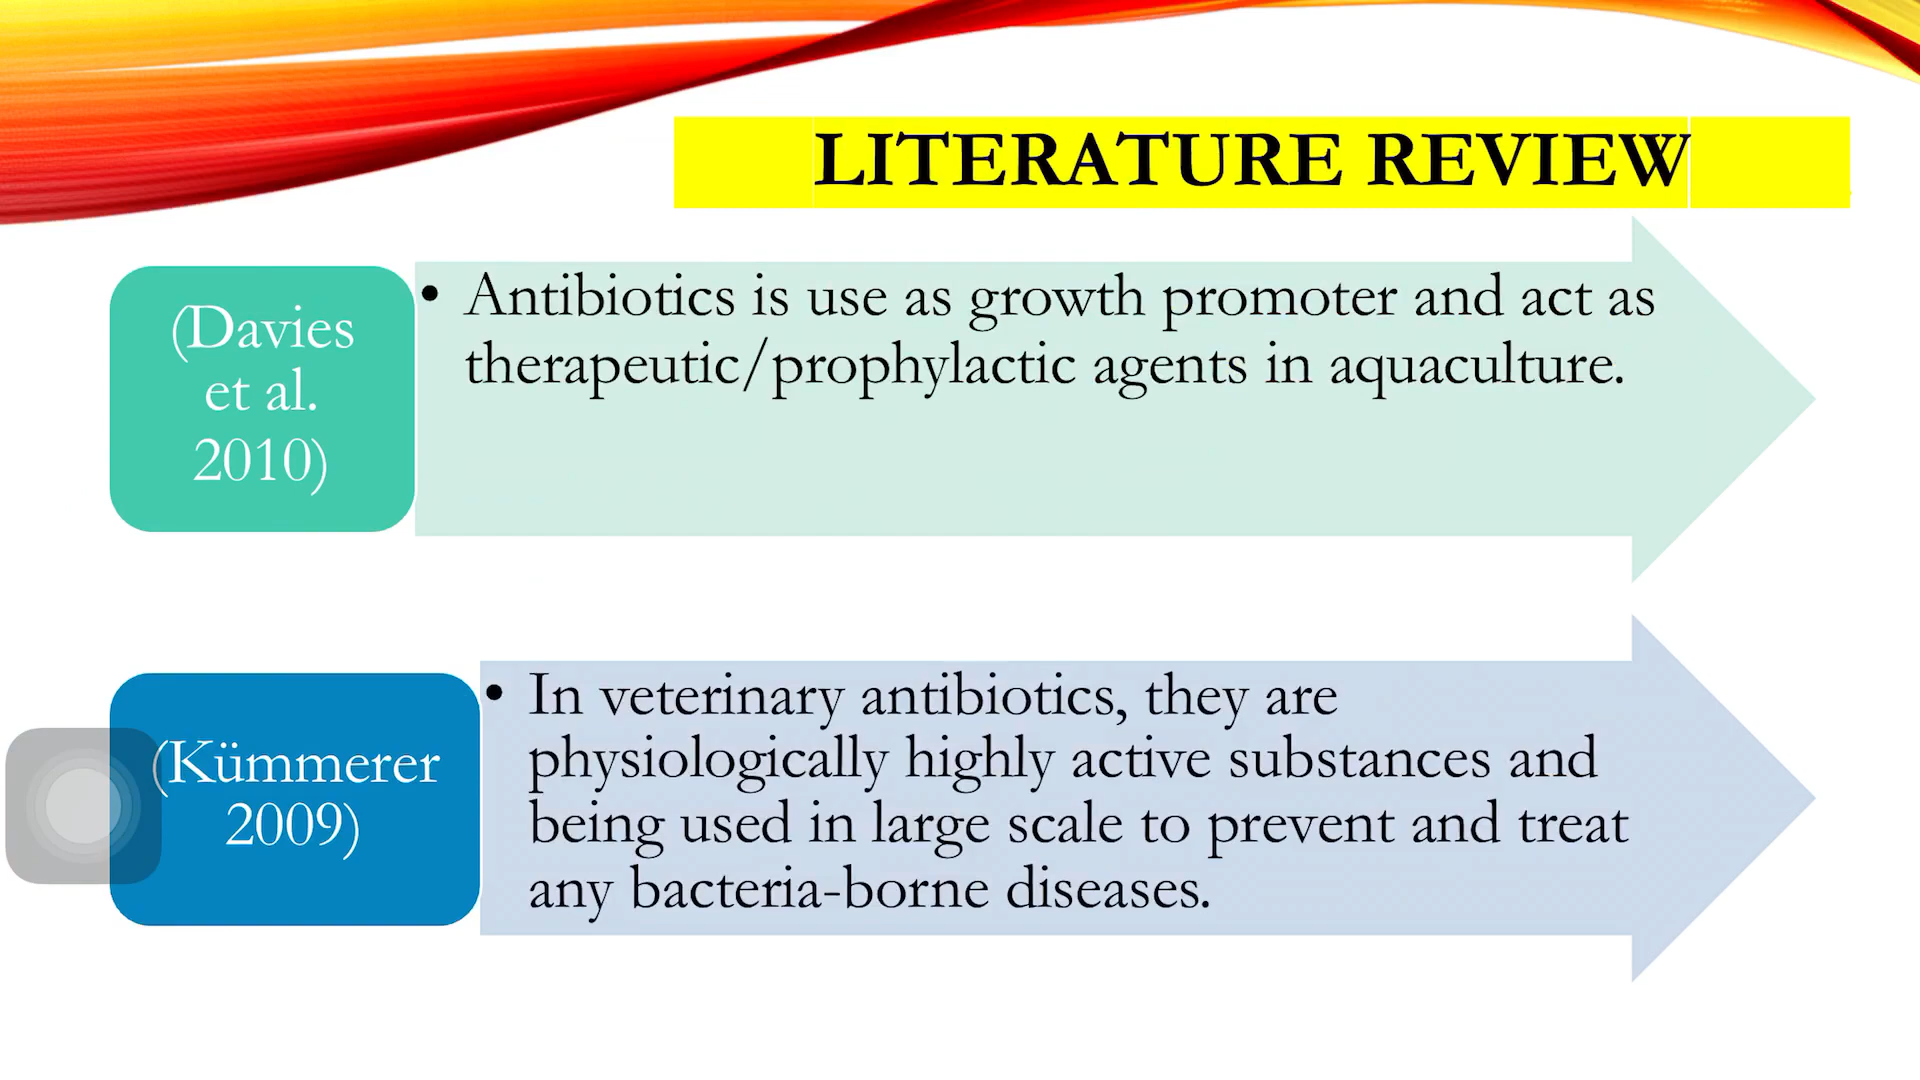 LITERATURE REVIEW
(Davies
et al.
2010)
• Antibiotics is use as growth promoter and act as
therapeutic/prophylactic agents in aquaculture.
(Kümmerer
2009)
• In veterinary antibiotics, they are
physiologically highly active substances and
being used in large scale to prevent and treat
any bacteria-borne diseases.